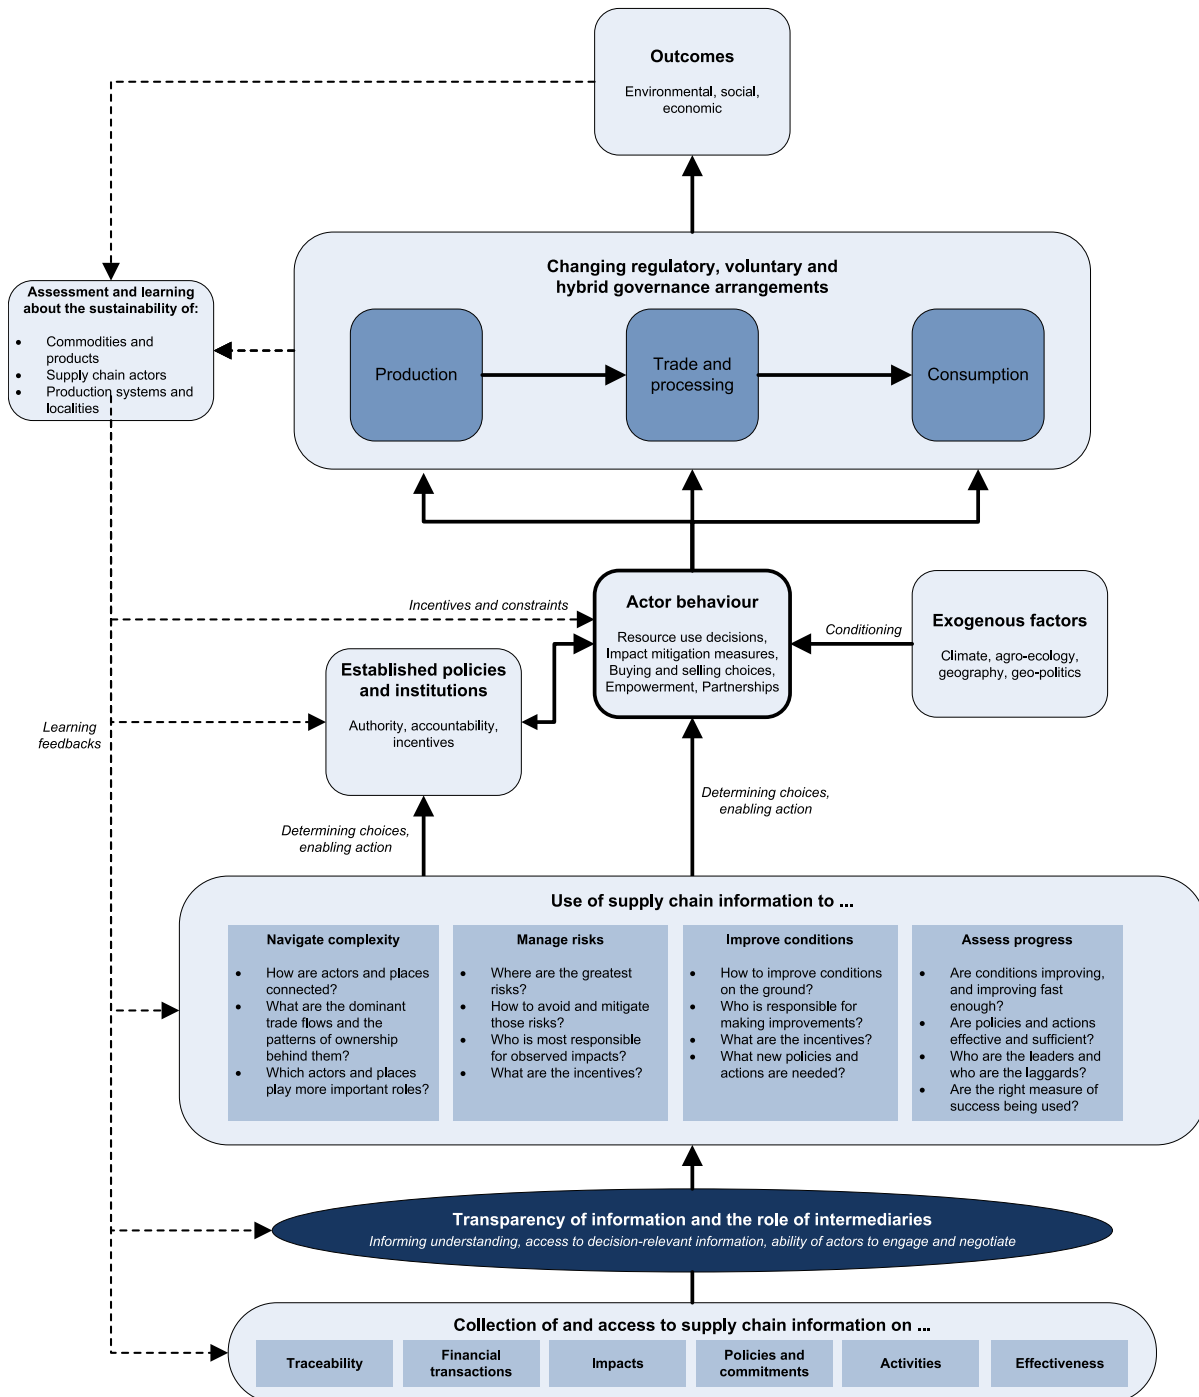 Outcomes
Environmental, social,
economic
Changing regulatory, voluntary and
hybrid governance arrangements
Production
Trade and
processing
Consumption
Assessment and learning
about the sustainability of:
• Commodities and
products
• Supply chain actors
• Production systems and
localities
Incentives and constraints
Actor behaviour
Resource use decisions,
Impact mitigation measures,
Buying and selling choices,
Empowerment, Partnerships
Conditioning
Exogenous factors
Climate, agro-ecology,
geography, geo-politics
Established policies
and institutions
Authority, accountability,
incentives
Learning
feedbacks
Determining choices,
enabling action
Determining choices,
enabling action
Use of supply chain information to ...
Navigate complexity
• How are actors and places
connected?
• What are the dominant
trade flows and the
patterns of ownership
behind them?
• Which actors and places
play more important roles?
Manage risks
• Where are the greatest
risks?
• How to avoid and mitigate
those risks?
• Who is most responsible
for observed impacts?
• What are the incentives?
Improve conditions
• How to improve conditions
on the ground?
• Who is responsible for
making improvements?
• What are the incentives?
• What new policies and
actions are needed?
Assess progress
• Are conditions improving,
and improving fast
enough?
• Are policies and actions
effective and sufficient?
• Who are the leaders and
who are the laggards?
• Are the right measure of
success being used?
Transparency of information and the role of intermediaries
Informing understanding, access to decision-relevant information, ability of actors to engage and negotiate
Collection of and access to supply chain information on ...
Traceability
Financial
transactions
Impacts
Policies and
commitments
Activities
Effectiveness